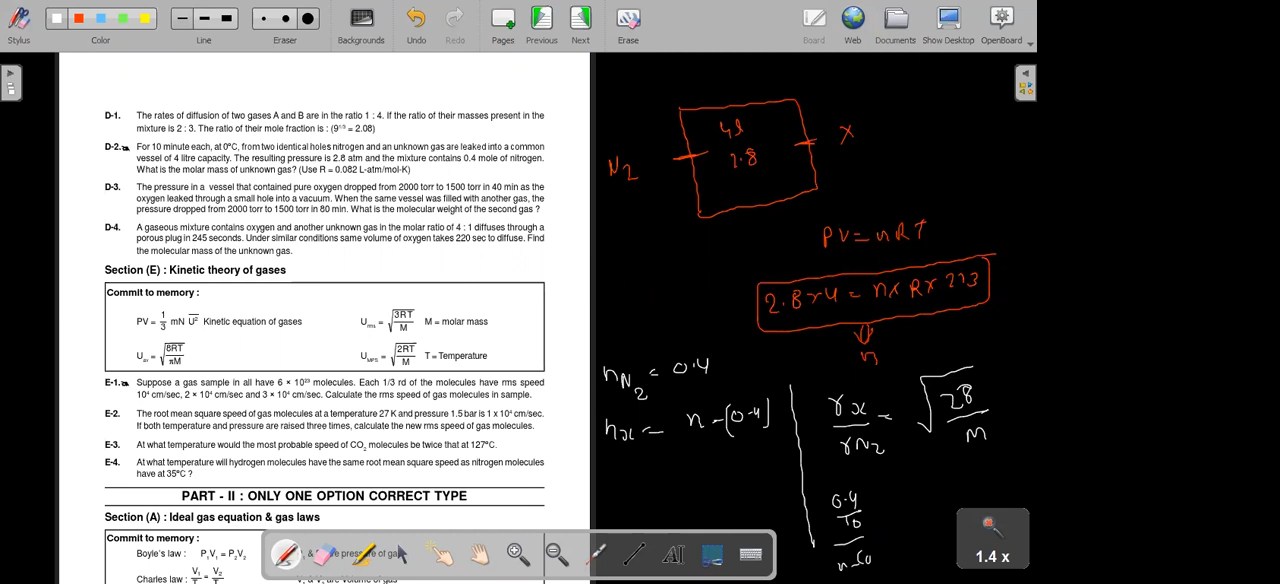 Stylus
Color
Line
Eraser
Backgrounds
Undo
Redo
Pages
Previous
Next
Erase
Board
Web
Documents
Show Desktop
OpenBoard
D-1. The rates of diffusion of two gases A and B are in the ratio 1 : 4. If the ratio of their masses present in the
mixture is 2 : 3. The ratio of their mole fraction is : (9^1/3 = 2.08)
D-2. For 10 minute each, at 0°C, from two identical holes nitrogen and an unknown gas are leaked into a common
vessel of 4 litre capacity. The resulting pressure is 2.8 atm and the mixture contains 0.4 mole of nitrogen.
What is the molar mass of unknown gas? (Use R = 0.082 L-atm/mol-K)
D-3. The pressure in a vessel that contained pure oxygen dropped from 2000 torr to 1500 torr in 40 min as the
oxygen leaked through a small hole into a vacuum. When the same vessel was filled with another gas, the
pressure dropped from 2000 torr to 1500 torr in 80 min. What is the molecular weight of the second gas ?
D-4. A gaseous mixture contains oxygen and another unknown gas in the molar ratio of 4 : 1 diffuses through a
porous plug in 245 seconds. Under similar conditions same volume of oxygen takes 220 sec to diffuse. Find
the molecular mass of the unknown gas.
Section (E) : Kinetic theory of gases
Commit to memory :
PV = 1/3 mN U² Kinetic equation of gases
U rms = √3RT/M M = molar mass
U av = √8RT/πM
U MPS = √2RT/M T = Temperature
E-1. Suppose a gas sample in all have 6 × 10²³ molecules. Each 1/3 rd of the molecules have rms speed
10⁴ cm/sec, 2 × 10⁴ cm/sec and 3 × 10⁴ cm/sec. Calculate the rms speed of gas molecules in sample.
E-2. The root mean square speed of gas molecules at a temperature 27 K and pressure 1.5 bar is 1 x 10⁴ cm/sec.
If both temperature and pressure are raised three times, calculate the new rms speed of gas molecules.
E-3. At what temperature would the most probable speed of CO₂ molecules be twice that at 127°C.
E-4. At what temperature will hydrogen molecules have the same root mean square speed as nitrogen molecules
have at 35°C ?
PART - II : ONLY ONE OPTION CORRECT TYPE
Section (A) : Ideal gas equation & gas laws
Commit to memory :
Boyle's law : P₁V₁ = P₂V₂
Charles law : V₁/T = V₂
are volume of gas
N2
4l
2.8
X
PV = nRT
2.8×4 = n×R×273
n
nN2 = 0.4
nx = n-(0.4)
rx/rN2 = √28/M
0.4
10
1.4 x